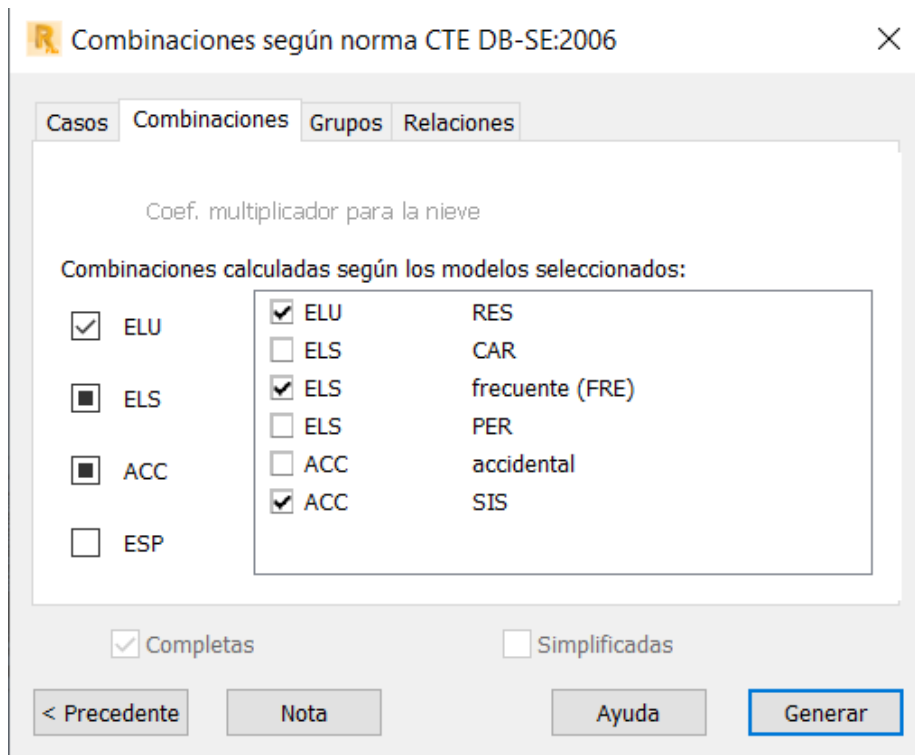 Combinaciones según norma CTE DB-SE:2006
Casos Combinaciones Grupos Relaciones
Coef. multiplicador para la nieve
Combinaciones calculadas según los modelos seleccionados:
ELU
ELS
ACC
ESP
ELU RES
ELS CAR
ELS frecuente (FRE)
ELS PER
ACC accidental
ACC SIS
Completas Simplificadas
< Precedente Nota Ayuda Generar